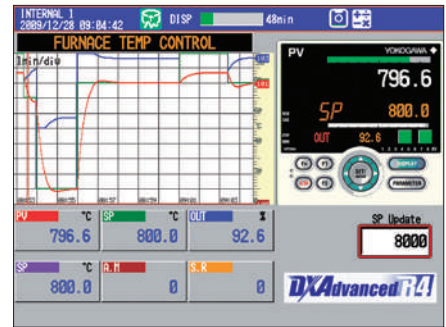 INTERNAL 1
2009/12/28 09:04:42 DISP 48min
FURNACE TEMP CONTROL
1min/div
PV YOKOGAWA
796.6
SP 800.0
OUT 92.6
DISPLAY
PARAMETER
PV °C SP °C OUT %
796.6 800.0 92.6
SP °C A.M S.R
800.0 0 0
SP Update
8000
DXAdvanced R4